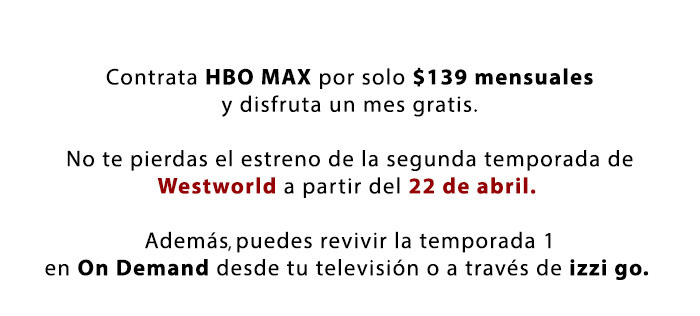 Contrata HBO MAX por solo $139 mensuales
y disfruta un mes gratis.
No te pierdas el estreno de la segunda temporada de
Westworld a partir del 22 de abril.
Además, puedes revivir la temporada 1
en On Demand desde tu televisión o a través de izzi go.